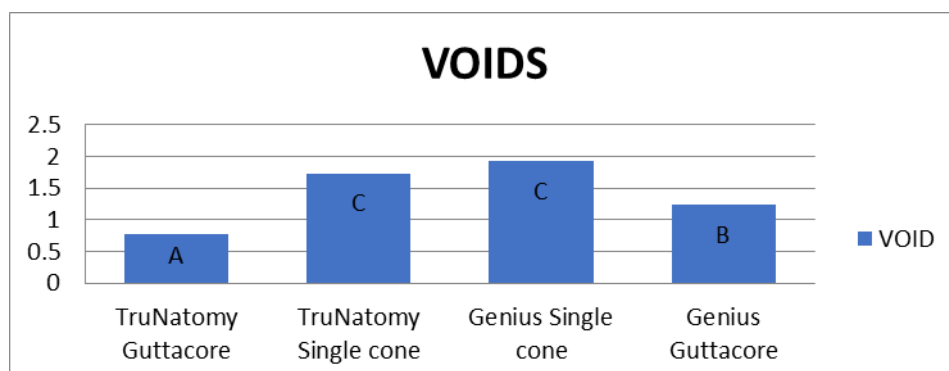 VOIDS
2.5
2
1.5
1
0.5
0
A
C
C
B
VOID
TruNatomy Guttacore
TruNatomy Single cone
Genius Single cone
Genius Guttacore